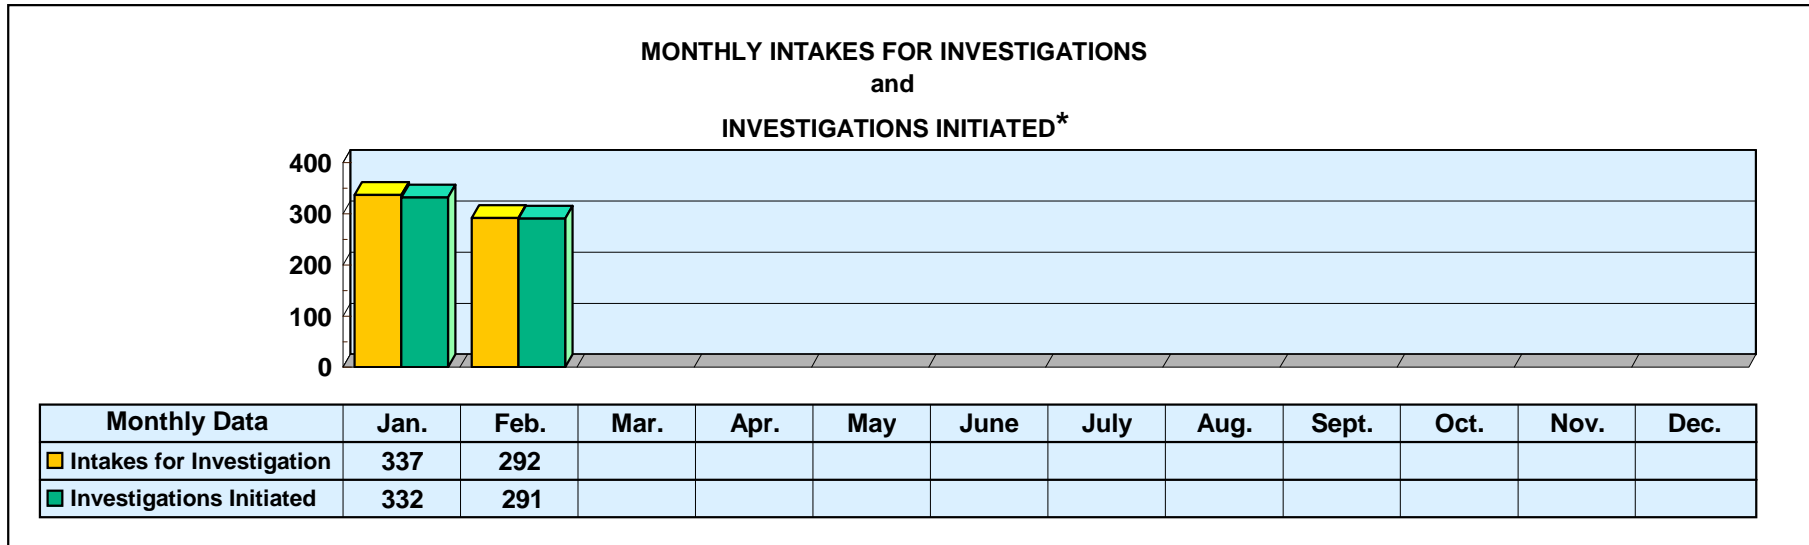 MONTHLY INTAKES FOR INVESTIGATIONS
and
INVESTIGATIONS INITIATED*
400
300
200
100
0
Monthly Data Jan. Feb. Mar. Apr. May June July Aug. Sept. Oct. Nov. Dec.
Intakes for Investigation 337 292
Investigations Initiated 332 291